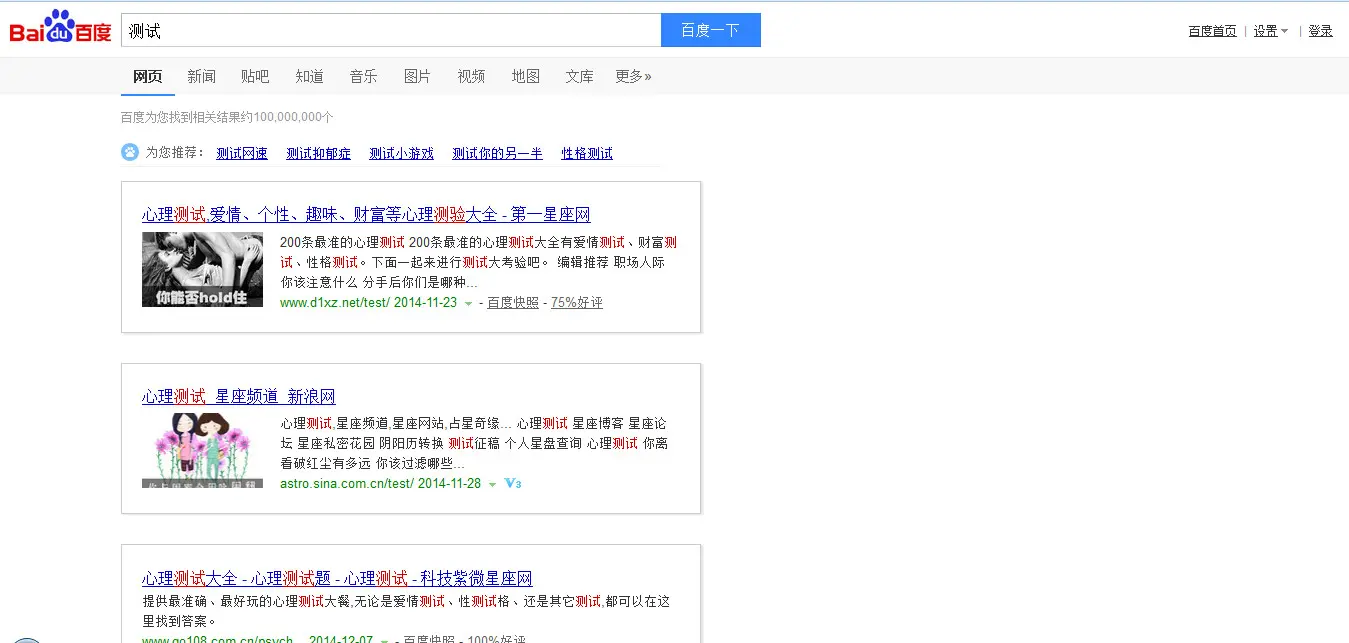 Bai du 百度
测试
百度一下
百度首页 | 设置 | 登录
网页 新闻 贴吧 知道 音乐 图片 视频 地图 文库 更多»
百度为您找到相关结果约100,000,000个
为您推荐： 测试网速 测试抑郁症 测试小游戏 测试你的另一半 性格测试
心理测试,爱情、个性、趣味、财富等心理测验大全 - 第一星座网
你能否hold住
200条最准的心理测试 200条最准的心理测试大全有爱情测试、财富测
试、性格测试。下面一起来进行测试大考验吧。 编辑推荐 职场人际
你该注意什么 分手后你们是哪种...
www.d1xz.net/test/ 2014-11-23 - 百度快照 - 75%好评
心理测试_星座频道_新浪网
心理测试,星座频道,星座网站,占星奇缘... 心理测试 星座博客 星座论
坛 星座私密花园 阴阳历转换 测试征稿 个人星盘查询 心理测试 你离
看破红尘有多远 你该过滤哪些...
astro.sina.com.cn/test/ 2014-11-28 V3
心理测试大全 - 心理测试题 - 心理测试 - 科技紫微星座网
提供最准确、最好玩的心理测试大餐,无论是爱情测试、性测试格、还是其它测试,都可以在这
里找到答案。
www.go108.com.cn/psych... 2014-12-07 - 百度快照 - 100%好评